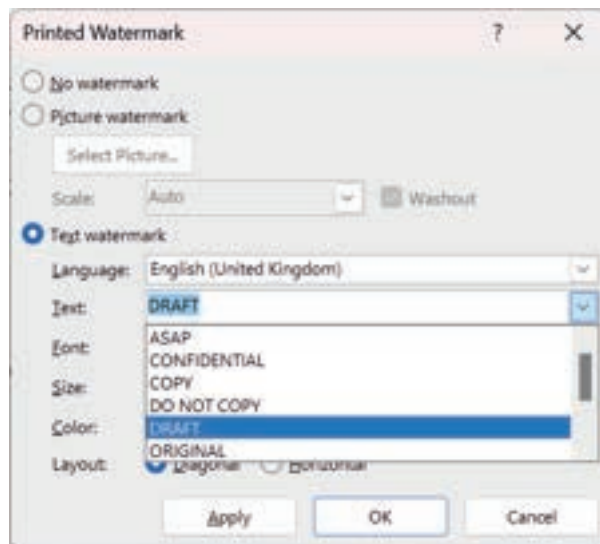 Printed Watermark ? X
No watermark
Picture watermark
Select Picture...
Scale: Auto Washout
Text watermark
Language: English (United Kingdom)
Text: DRAFT
ASAP
Font: CONFIDENTIAL
COPY
Size: DO NOT COPY
DRAFT
Color: ORIGINAL
Layout: Diagonal Horizontal
Apply OK Cancel